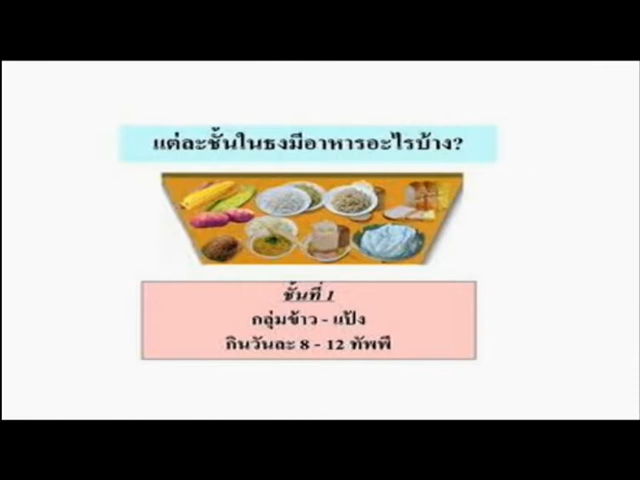 แต่ละชั้นในธงมีอาหารอะไรบ้าง?
ชั้นที่ 1
กลุ่มข้าว - แป้ง
กินวันละ 8 - 12 ทัพพี